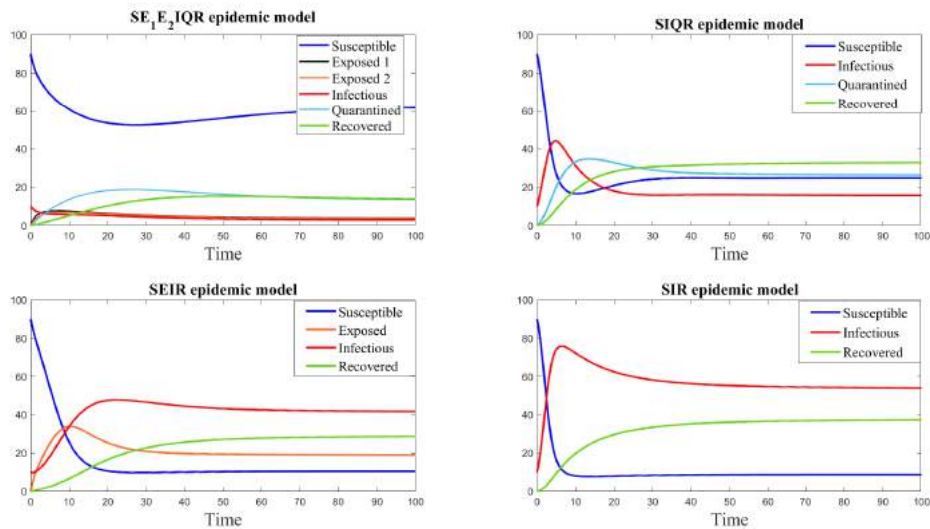 SE₁E₂IQR epidemic model
100
80
60
40
20
0
0 10 20 30 40 50 60 70 80 90 100
Time
Susceptible
Exposed 1
Exposed 2
Infectious
Quarantined
Recovered
SIQR epidemic model
100
80
60
40
20
0
0 10 20 30 40 50 60 70 80 90 100
Time
Susceptible
Infectious
Quarantined
Recovered
SEIR epidemic model
100
80
60
40
20
0
0 10 20 30 40 50 60 70 80 90 100
Time
Susceptible
Exposed
Infectious
Recovered
SIR epidemic model
100
80
60
40
20
0
0 10 20 30 40 50 60 70 80 90 100
Time
Susceptible
Infectious
Recovered